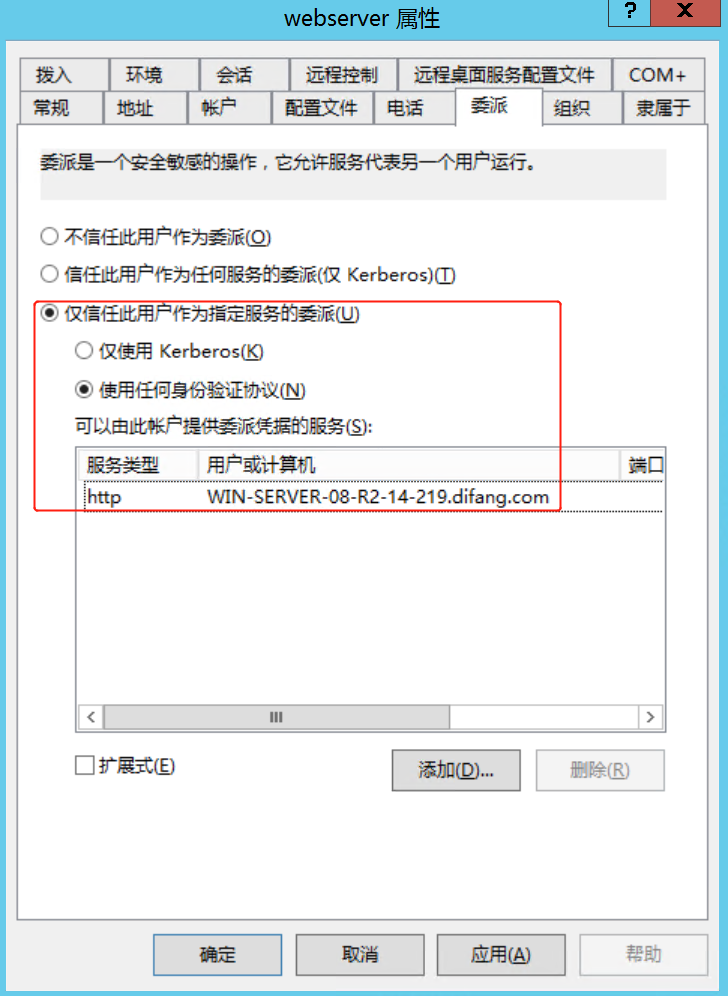 webserver 属性
?
X
拨入 环境 会话 远程控制 远程桌面服务配置文件 COM+
常规 地址 帐户 配置文件 电话 委派 组织 隶属于
委派是一个安全敏感的操作，它允许服务代表另一个用户运行。
不信任此用户作为委派(O)
信任此用户作为任何服务的委派(仅 Kerberos)(T)
仅信任此用户作为指定服务的委派(U)
仅使用 Kerberos(K)
使用任何身份验证协议(N)
可以由此帐户提供委派凭据的服务(S):
服务类型 用户或计算机 端口
http WIN-SERVER-08-R2-14-219.difang.com
扩展式(E)
添加(D)... 删除(R)
确定 取消 应用(A) 帮助